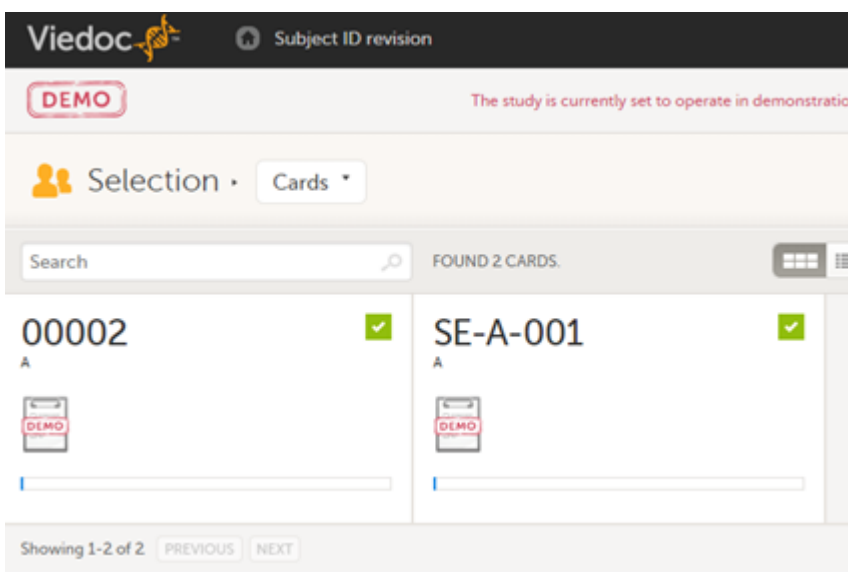 Viedoc Subject ID revision
DEMO The study is currently set to operate in
Selection Cards
Search FOUND 2 CARDS.
00002 SE-A-001
A A
DEMO DEMO
Showing 1-2 of 2 PREVIOUS NEXT